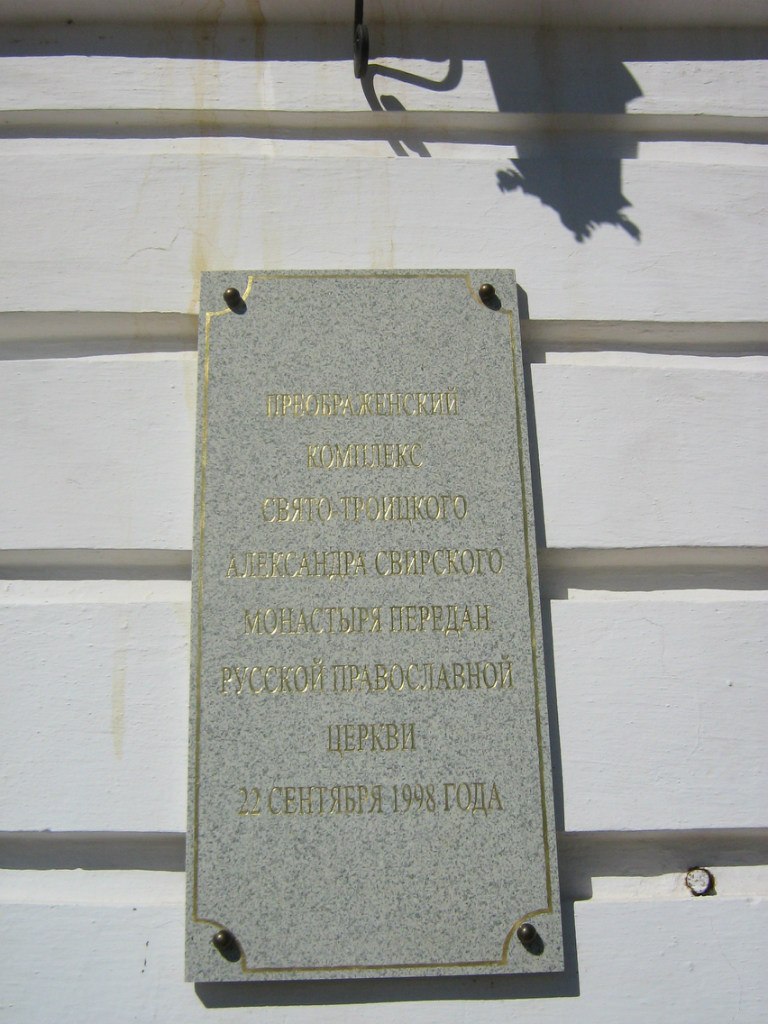 ПРЕОБРАЖЕНСКИЙ
КОМПЛЕКС
СВЯТО-ТРОИЦКОГО
АЛЕКСАНДРА СВИРСКОГО
МОНАСТЫРЯ ПЕРЕДАН
РУССКОЙ ПРАВОСЛАВНОЙ
ЦЕРКВИ
22 СЕНТЯБРЯ 1998 ГОДА